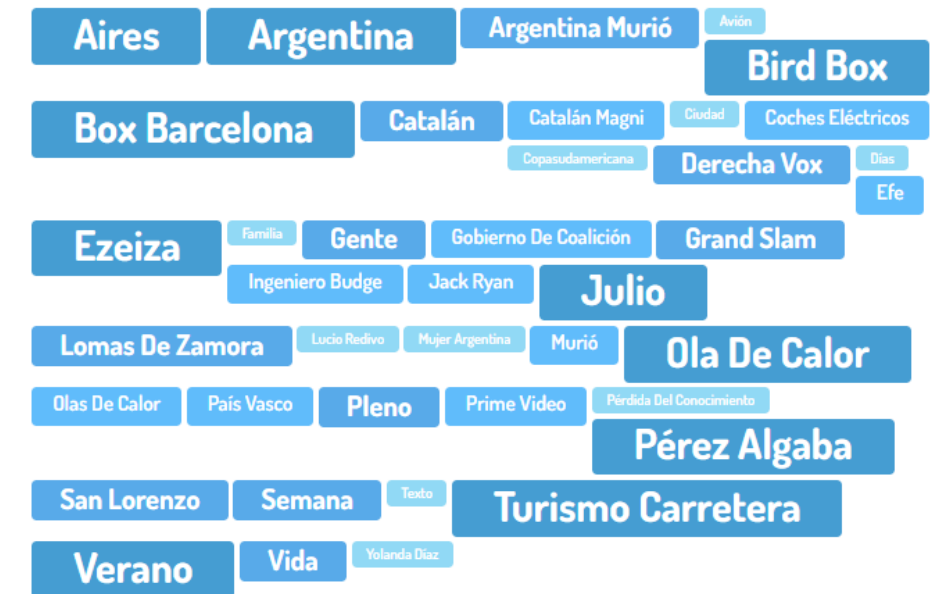 Aires Argentina Argentina Murió Avión
Bird Box
Box Barcelona Catalán Catalán Magni Ciudad Coches Eléctricos
Copasudamericana Derecha Vox Días
Efe
Ezeiza Familia Gente Gobierno De Coalición Grand Slam
Ingeniero Budge Jack Ryan Julio
Lomas De Zamora Lucio Redivo Mujer Argentina Murió Ola De Calor
Olas De Calor País Vasco Pleno Prime Video Pérdida Del Conocimiento
Pérez Algaba
San Lorenzo Semana Texto Turismo Carretera
Verano Vida Yolanda Díaz